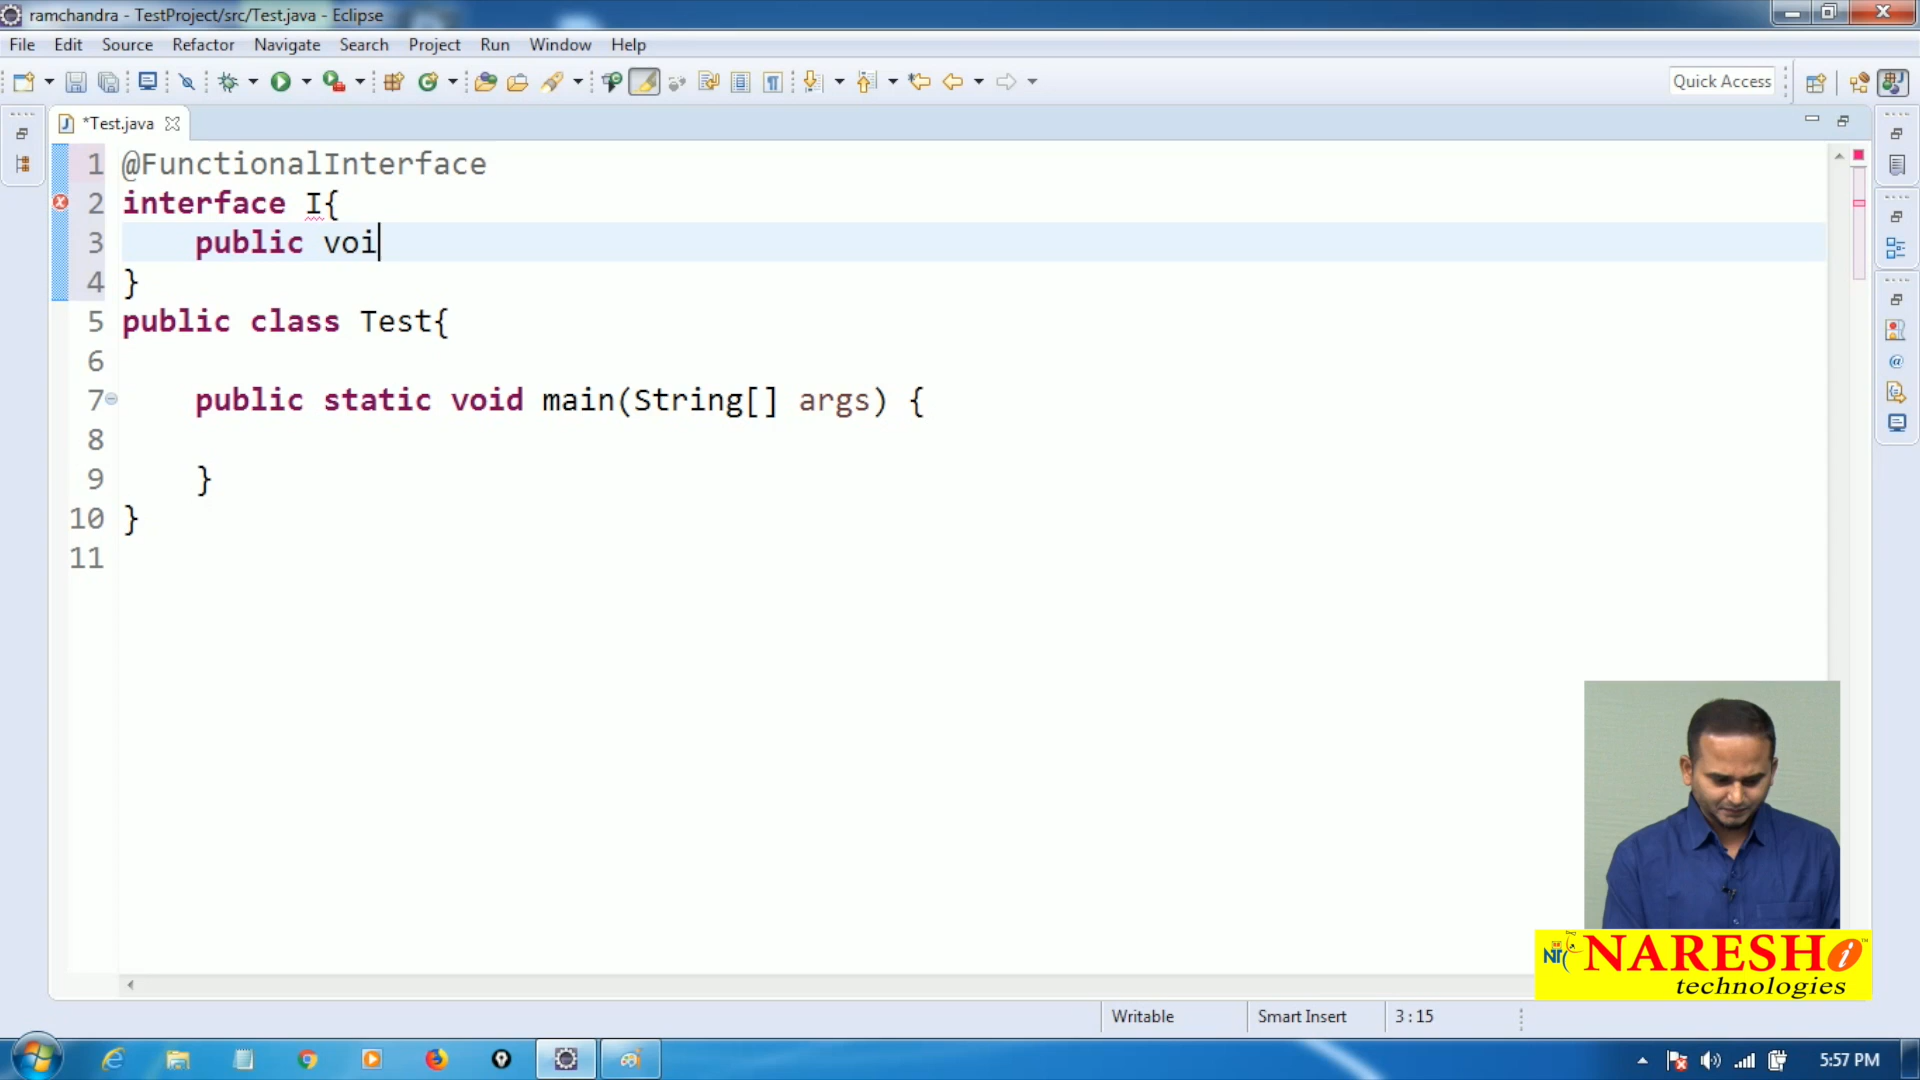 ramchandra - TestProject/src/Test.java - Eclipse
File Edit Source Refactor Navigate Search Project Run Window Help
Quick Access
*Test.java
1 @FunctionalInterface
2 interface I{
3 public voi
4 }
5 public class Test{
6
7 public static void main(String[] args) {
8
9 }
10 }
11
NARESH i
technologies
Writable Smart Insert 3 : 15
5:57 PM